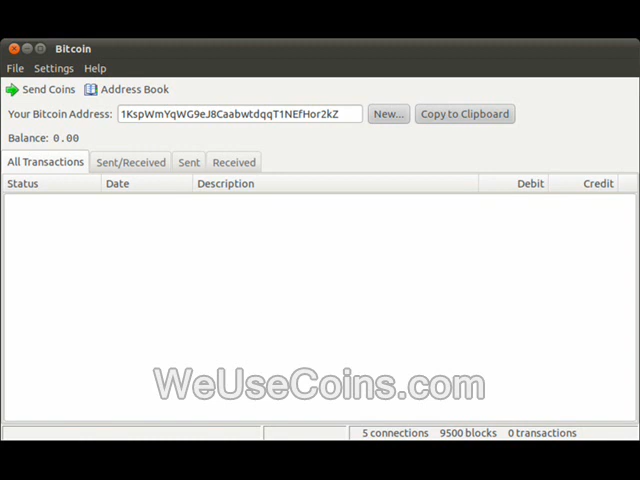 Bitcoin
File Settings Help
Send Coins Address Book
Your Bitcoin Address: 1KspWmYqWG9eJ8CaabwtdqqT1NEfHor2kZ New... Copy to Clipboard
Balance: 0.00
All Transactions Sent/Received Sent Received
Status Date Description Debit Credit
WeUseCoins.com
5 connections 9500 blocks 0 transactions